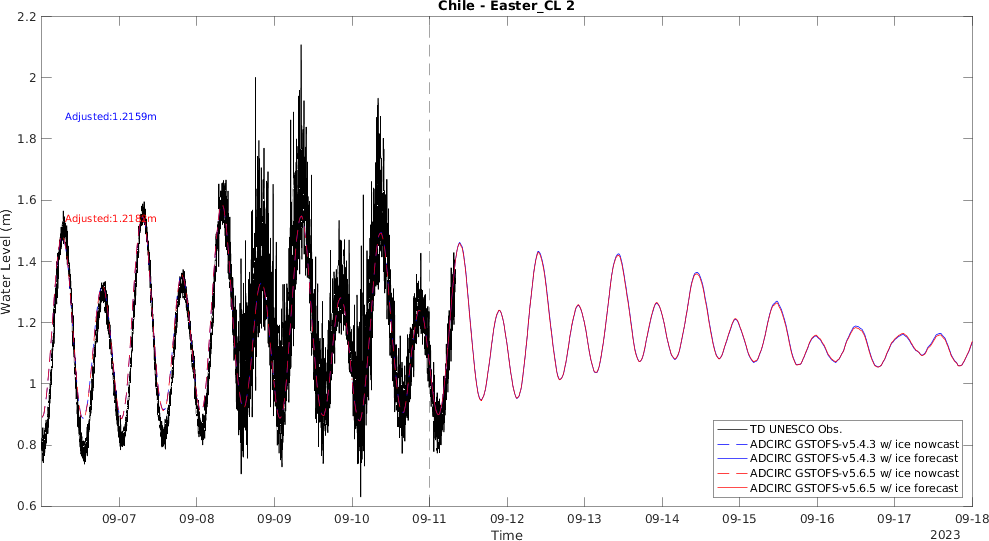 Chile - Easter_CL 2
2.2
2
1.8
1.6
1.4
1.2
1
0.8
0.6
Water Level (m)
Adjusted:1.2159m
TD UNESCO Obs.
ADCIRC GSTOFS-v5.4.3 w/ ice nowcast
ADCIRC GSTOFS-v5.4.3 w/ ice forecast
ADCIRC GSTOFS-v5.6.5 w/ ice nowcast
ADCIRC GSTOFS-v5.6.5 w/ ice forecast
09-07 09-08 09-09 09-10 09-11 09-12 09-13 09-14 09-15 09-16 09-17 09-18
Time
2023